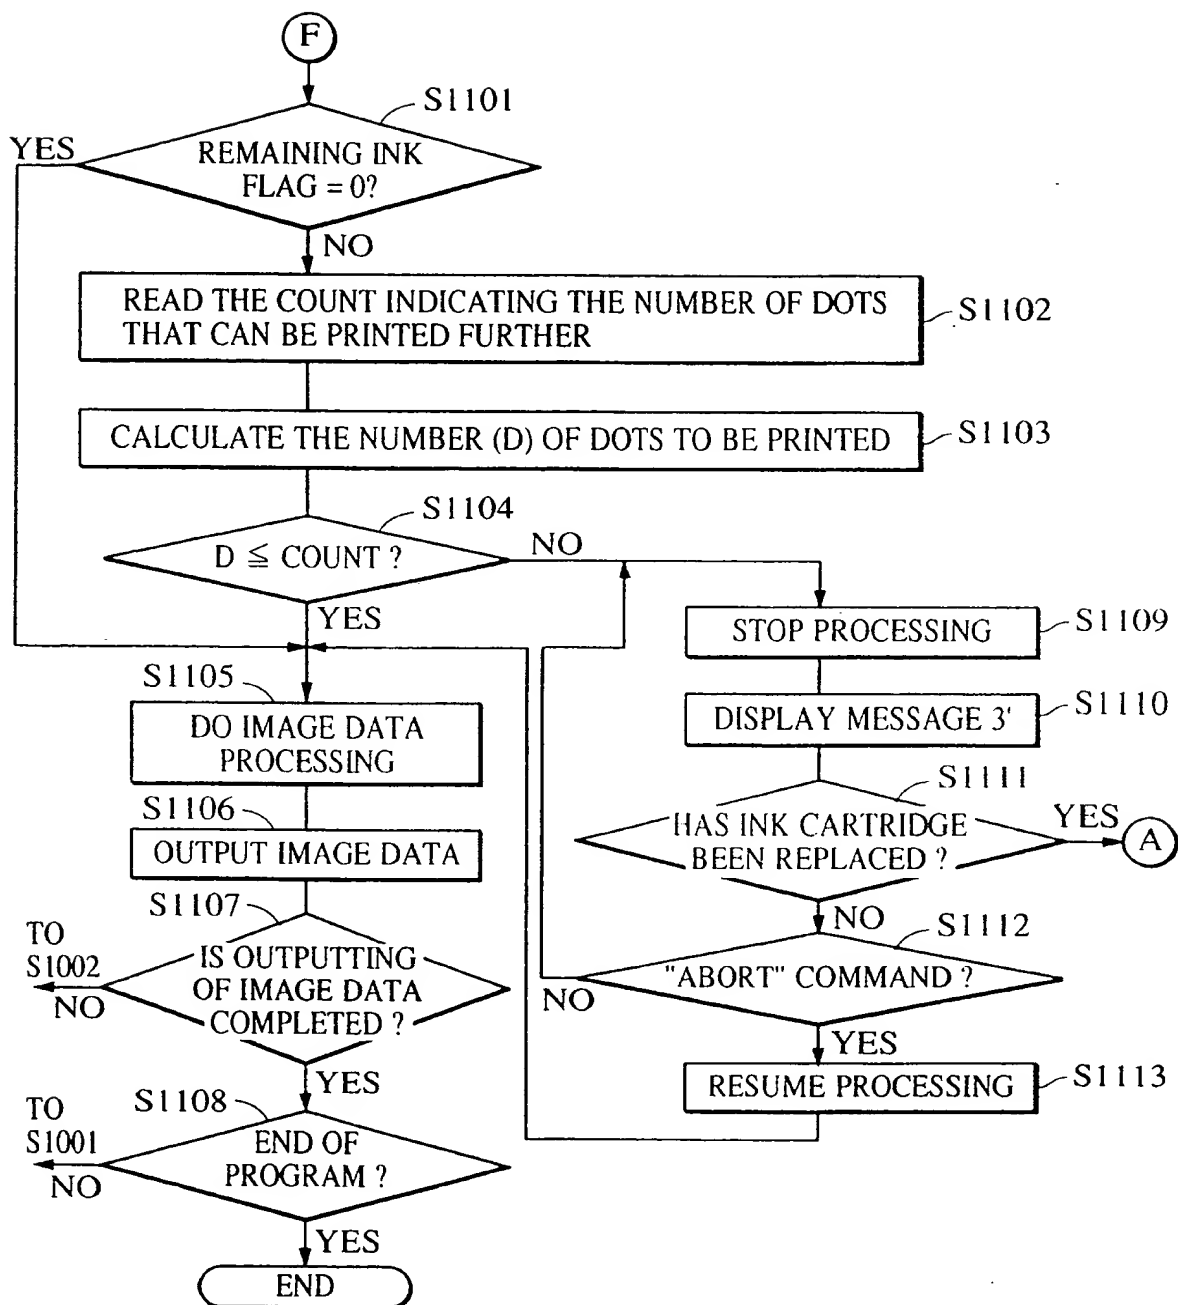 F
S1101
YES
REMAINING INK
FLAG = 0?
NO
READ THE COUNT INDICATING THE NUMBER OF DOTS
THAT CAN BE PRINTED FURTHER
S1102
CALCULATE THE NUMBER (D) OF DOTS TO BE PRINTED
S1103
S1104
D ≦ COUNT ?
NO
YES
STOP PROCESSING
S1109
S1105
DO IMAGE DATA
PROCESSING
DISPLAY MESSAGE 3'
S1110
S1106
OUTPUT IMAGE DATA
S1111
HAS INK CARTRIDGE
BEEN REPLACED ?
YES
A
NO
S1107
TO
S1002
NO
IS OUTPUTTING
OF IMAGE DATA
COMPLETED ?
YES
S1112
"ABORT" COMMAND ?
NO
YES
RESUME PROCESSING
S1113
S1108
TO
S1001
NO
END OF
PROGRAM ?
YES
END